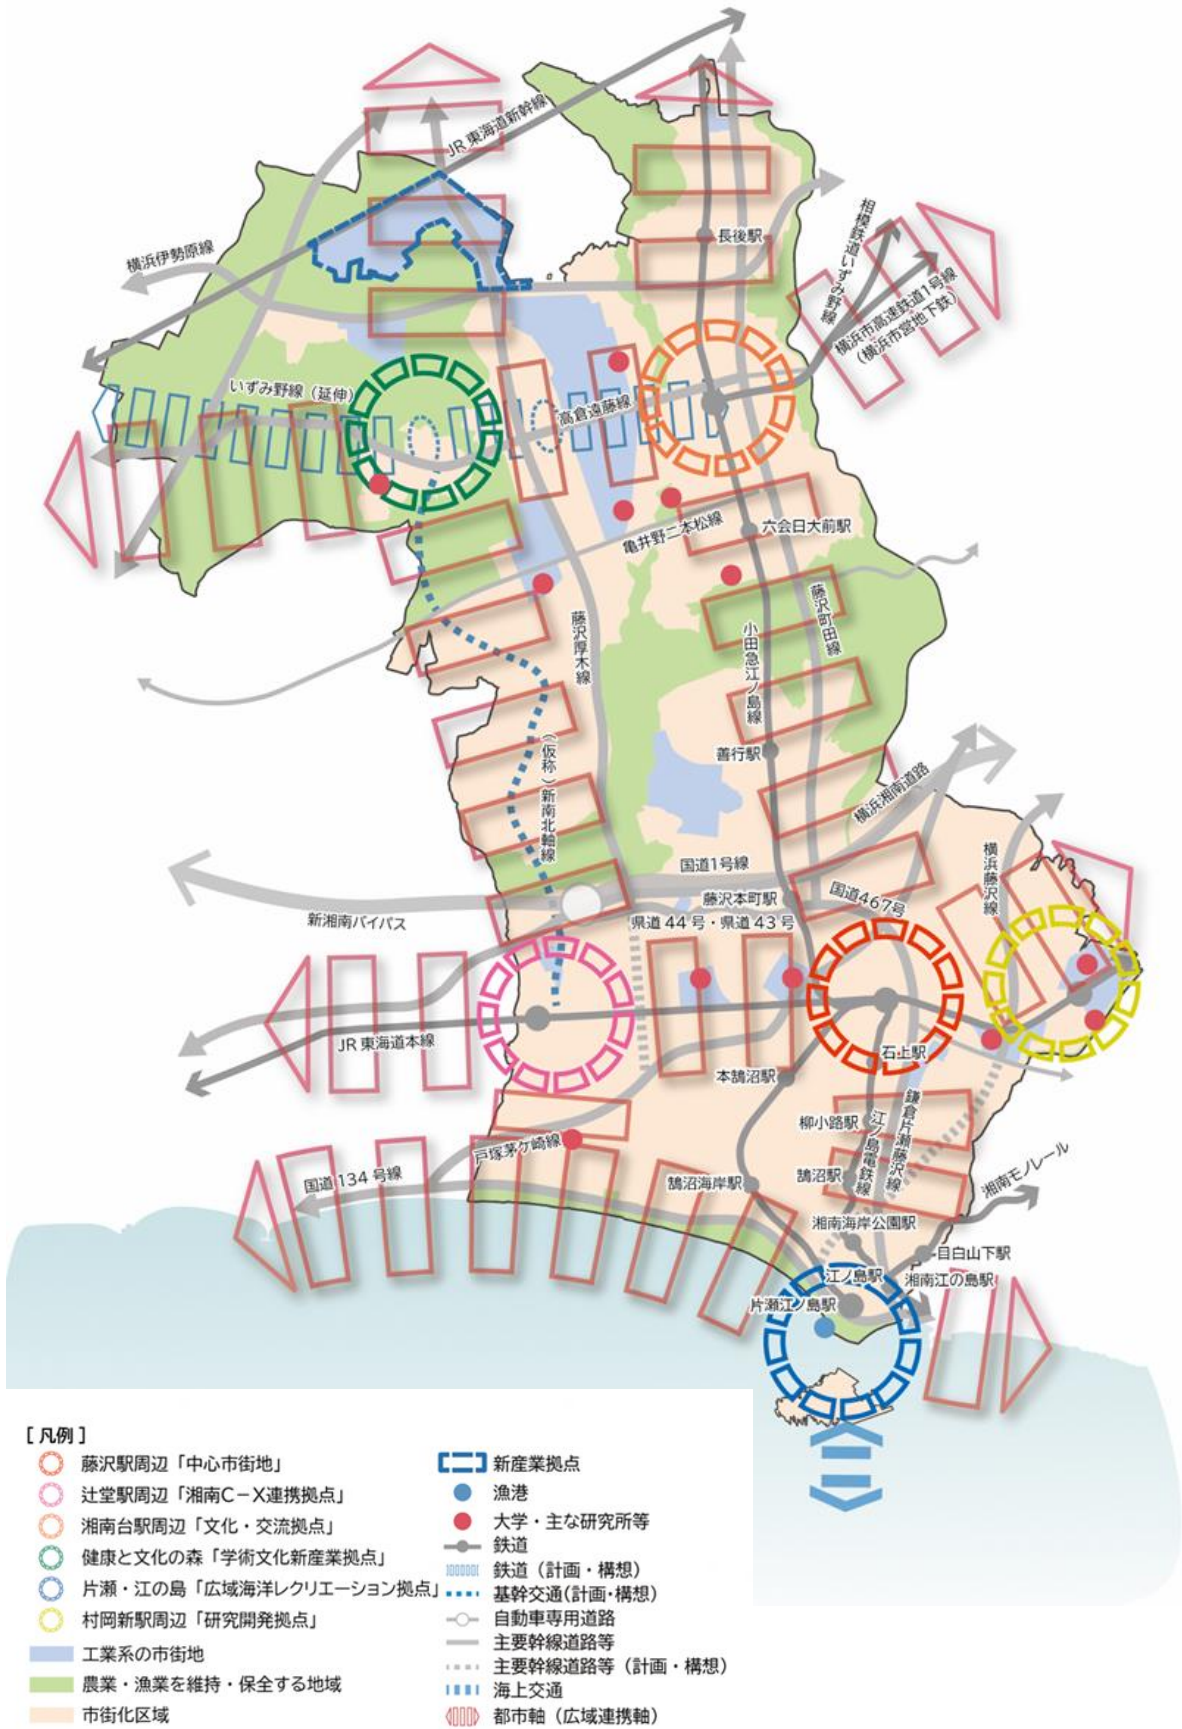 JR東海道新幹線
横浜伊勢原線
相模鉄道いずみ野線
横浜市高速鉄道1号線
（横浜市営地下鉄）
長後駅
いずみ野線（延伸）
高倉遠藤線
亀井野二本松線
六会日大前駅
藤沢厚木線
藤沢町田線
小田急江ノ島線
（仮称）新南北軸線
善行駅
横浜湘南道路
横浜藤沢線
国道1号線
藤沢本町駅
国道467号
新湘南バイパス
県道44号・県道43号
JR東海道本線
石上駅
本鵠沼駅
柳小路駅
江ノ島電鉄線
鎌倉片瀬藤沢線
戸塚茅ケ崎線
国道134号線
鵠沼海岸駅
鵠沼駅
湘南モノレール
湘南海岸公園駅
目白山下駅
江ノ島駅
湘南江の島駅
片瀬江ノ島駅
［凡例］
藤沢駅周辺「中心市街地」
辻堂駅周辺「湘南C－X連携拠点」
湘南台駅周辺「文化・交流拠点」
健康と文化の森「学術文化新産業拠点」
片瀬・江の島「広域海洋レクリエーション拠点」
村岡新駅周辺「研究開発拠点」
工業系の市街地
農業・漁業を維持・保全する地域
市街化区域
新産業拠点
漁港
大学・主な研究所等
鉄道
鉄道（計画・構想）
基幹交通(計画・構想)
自動車専用道路
主要幹線道路等
主要幹線道路等（計画・構想）
海上交通
都市軸（広域連携軸）